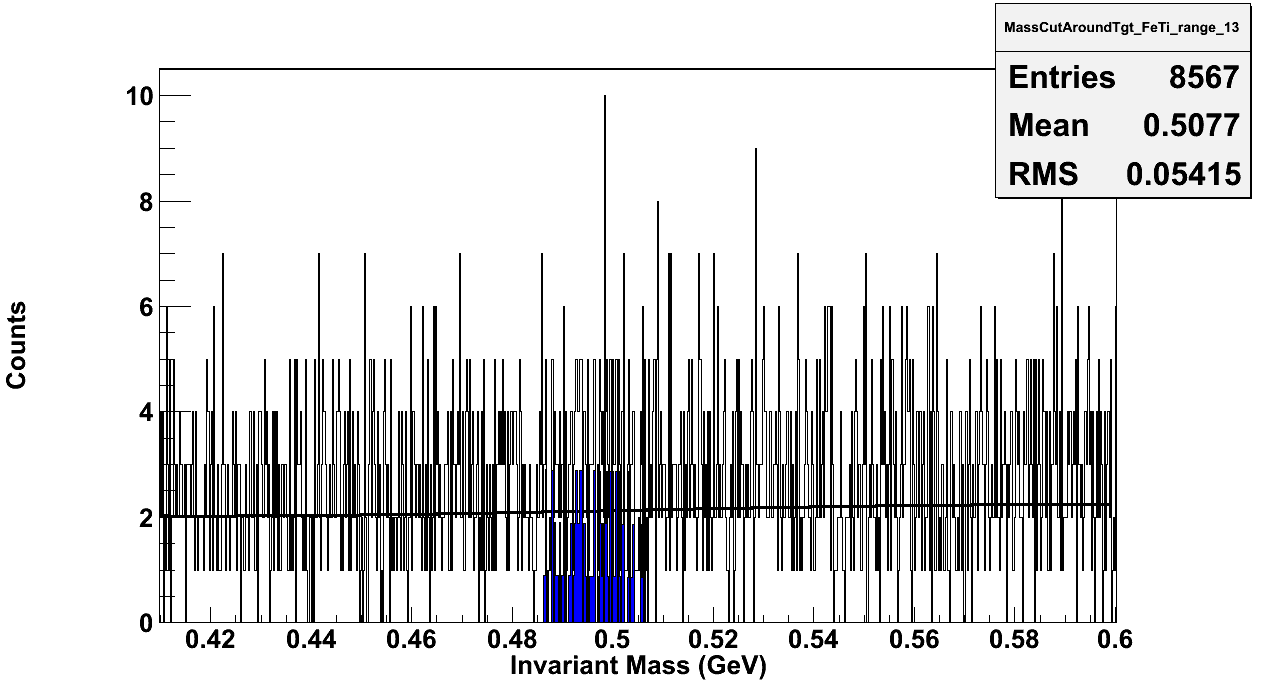 MassCutAroundTgt_FeTi_range_13
Entries 8567
Mean 0.5077
RMS 0.05415
Counts
10
8
6
4
2
0
0.42 0.44 0.46 0.48 0.5 0.52 0.54 0.56 0.58 0.6
Invariant Mass (GeV)